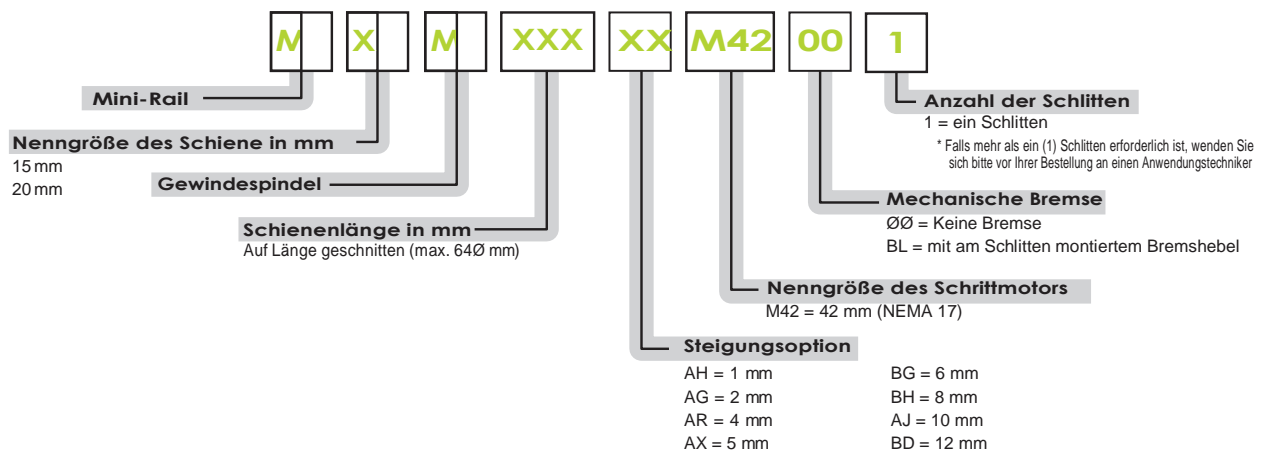 M X M XXX XX M42 00 1
Mini-Rail
Nenngröße des Schiene in mm
15 mm
20 mm
Gewindespindel
Schienenlänge in mm
Auf Länge geschnitten (max. 64Ø mm)
Anzahl der Schlitten
1 = ein Schlitten
* Falls mehr als ein (1) Schlitten erforderlich ist, wenden Sie
sich bitte vor Ihrer Bestellung an einen Anwendungstechniker
Mechanische Bremse
ØØ = Keine Bremse
BL = mit am Schlitten montiertem Bremshebel
Nenngröße des Schrittmotors
M42 = 42 mm (NEMA 17)
Steigungsoption
AH = 1 mm
AG = 2 mm
AR = 4 mm
AX = 5 mm
BG = 6 mm
BH = 8 mm
AJ = 10 mm
BD = 12 mm